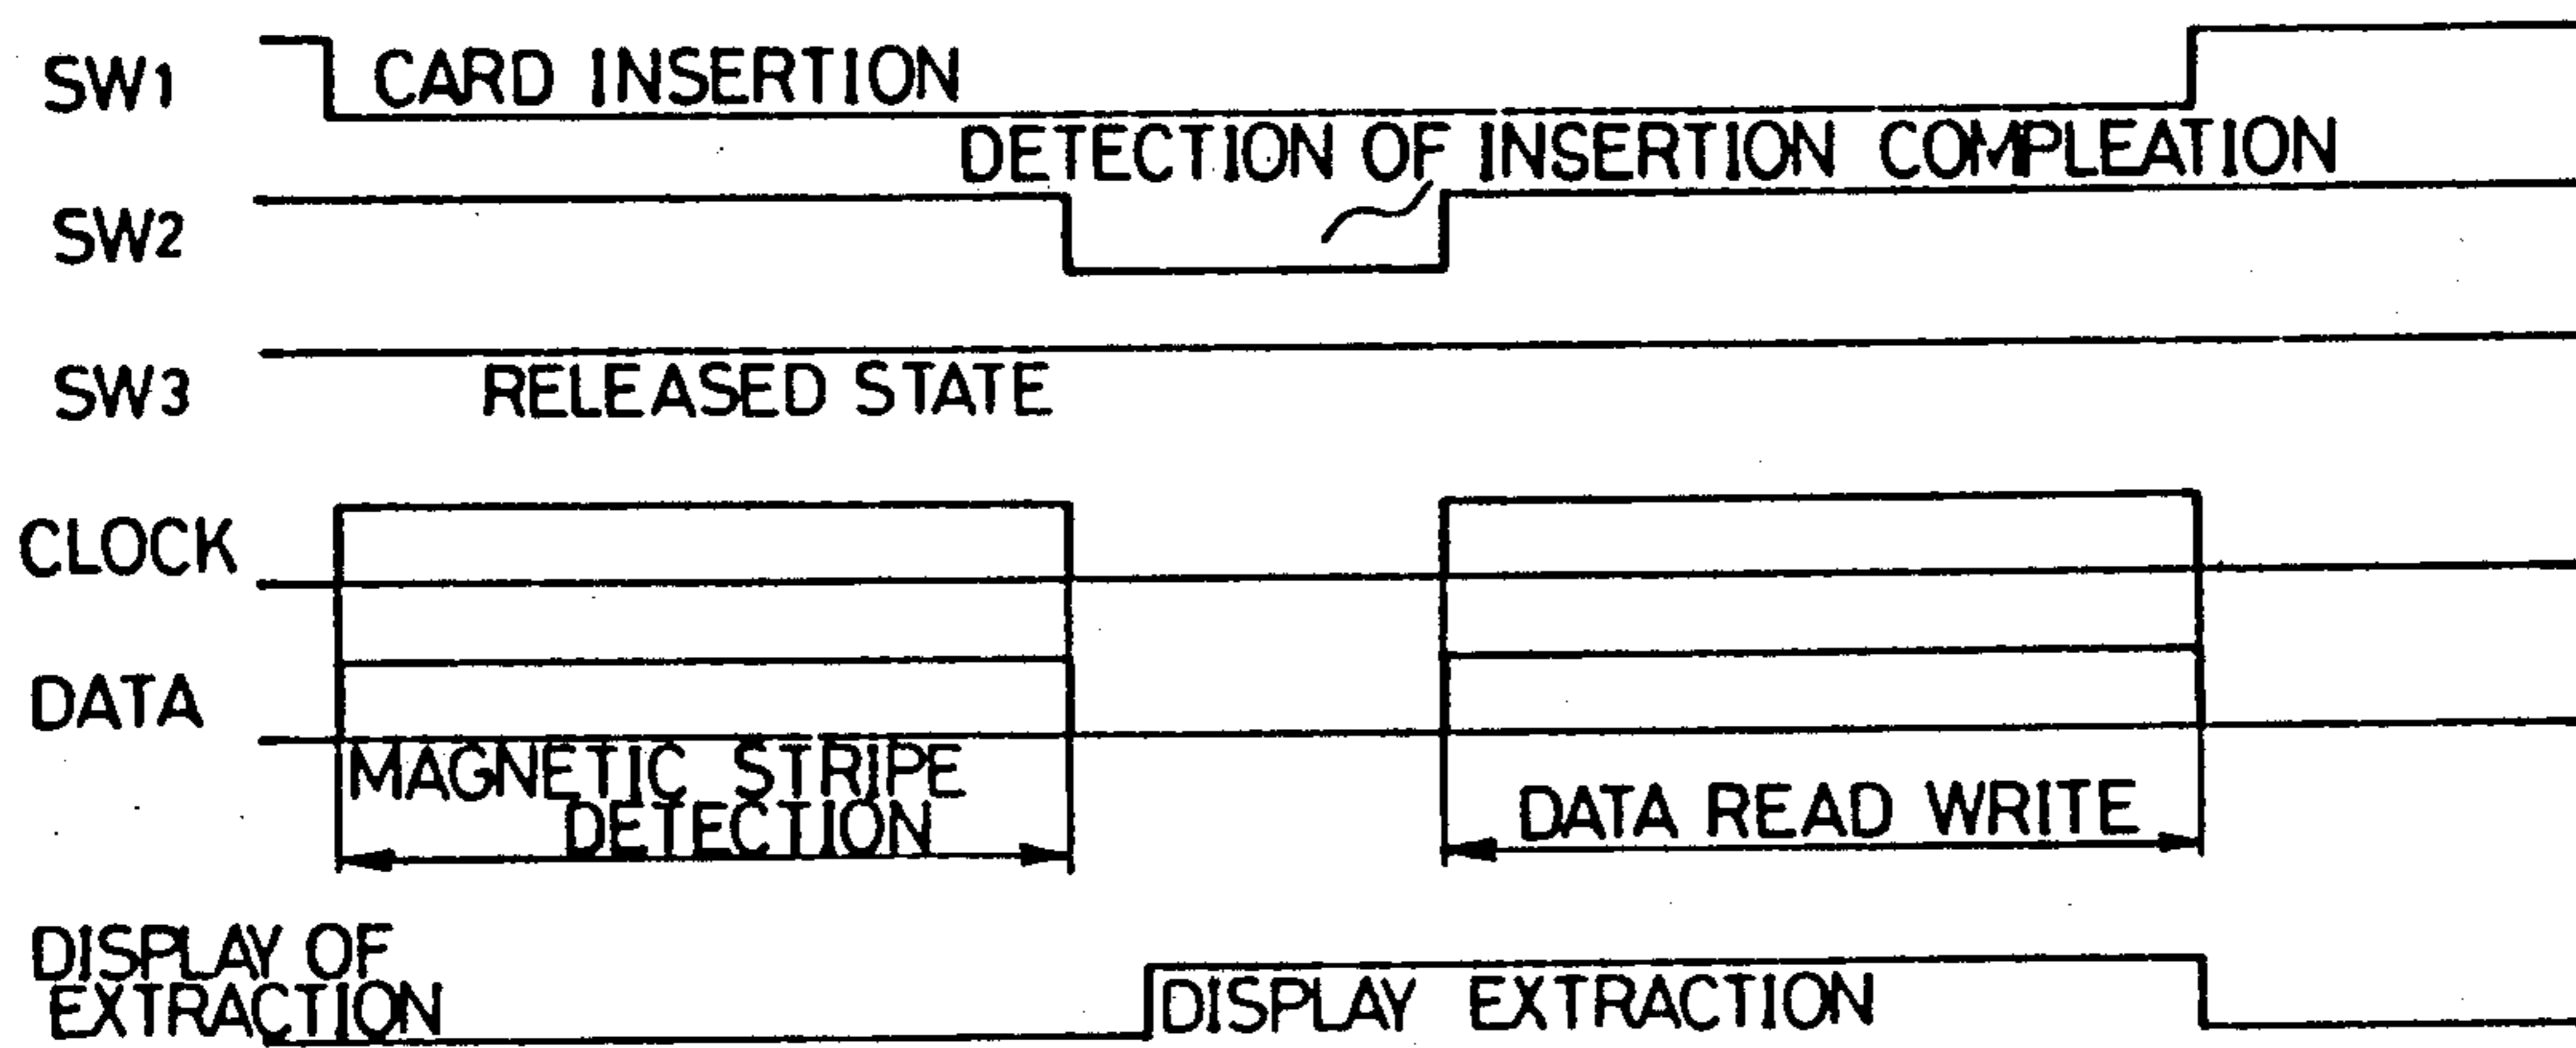 SW1 CARD INSERTION
DETECTION OF INSERTION COMPLEATION
SW2
SW3 RELEASED STATE
CLOCK
DATA
MAGNETIC STRIPE
DETECTION
DATA READ WRITE
DISPLAY OF
EXTRACTION
DISPLAY EXTRACTION